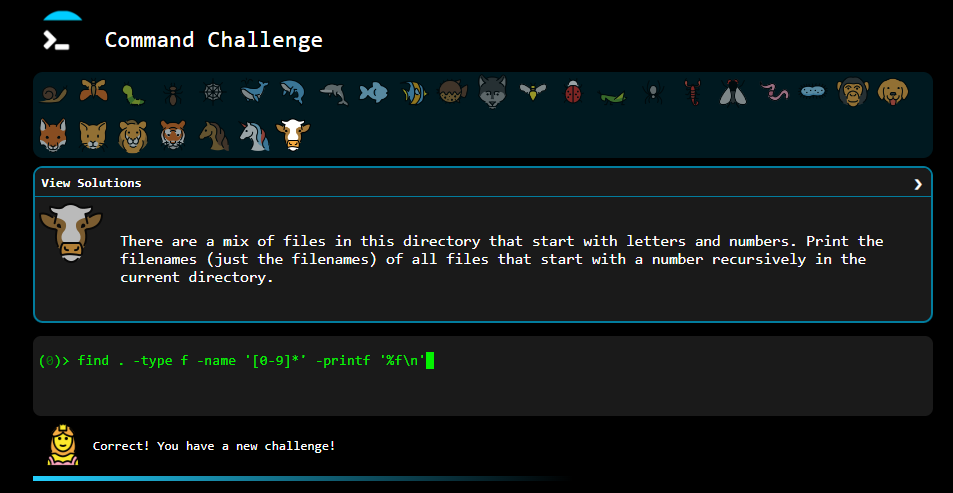 Command Challenge
View Solutions
There are a mix of files in this directory that start with letters and numbers. Print the
filenames (just the filenames) of all files that start with a number recursively in the
current directory.
(0)> find . -type f -name '[0-9]*' -printf '%f\n'
Correct! You have a new challenge!